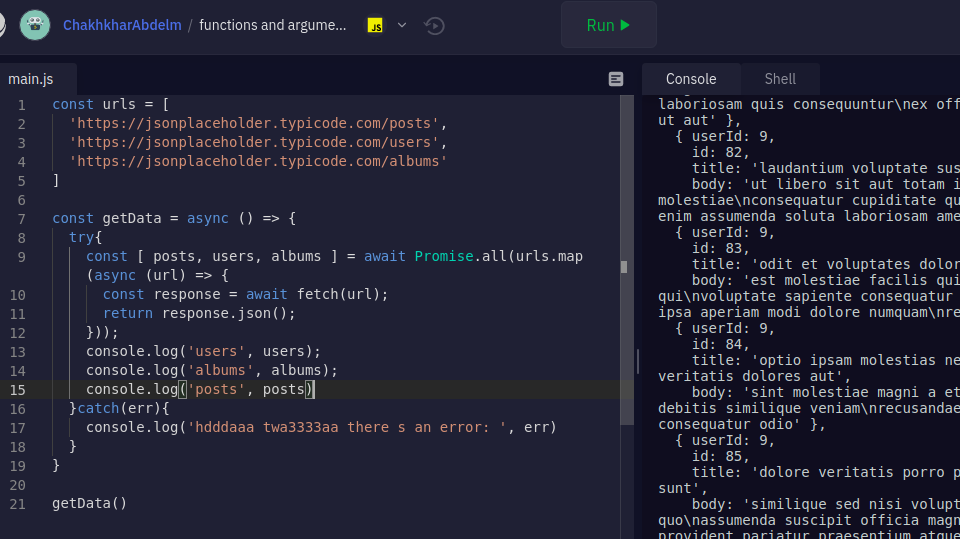 ChakhkharAbdelm / functions and argume... JS Run
main.js
1 const urls = [
2 'https://jsonplaceholder.typicode.com/posts',
3 'https://jsonplaceholder.typicode.com/users',
4 'https://jsonplaceholder.typicode.com/albums'
5 ]
6
7 const getData = async () => {
8 try{
9 const [ posts, users, albums ] = await Promise.all(urls.map
(async (url) => {
10 const response = await fetch(url);
11 return response.json();
12 }));
13 console.log('users', users);
14 console.log('albums', albums);
15 console.log('posts', posts)
16 }catch(err){
17 console.log('hdddaaa twa3333aa there s an error: ', err)
18 }
19 }
20
21 getData()
Console Shell
laboriosam quis consequuntur\nex off
ut aut' },
{ userId: 9,
id: 82,
title: 'laudantium voluptate sus
body: 'ut libero sit aut totam i
molestiae\nconsequatur cupiditate qu
enim assumenda soluta laboriosam ame
{ userId: 9,
id: 83,
title: 'odit et voluptates dolor
body: 'est molestiae facilis qui
qui\nvoluptate sapiente consequatur
ipsa aperiam modi dolore numquam\nre
{ userId: 9,
id: 84,
title: 'optio ipsam molestias ne
veritatis dolores aut',
body: 'sint molestiae magni a et
debitis similique veniam\nrecusandae
consequatur odio' },
{ userId: 9,
id: 85,
title: 'dolore veritatis porro p
sunt',
body: 'similique sed nisi volupt
quo\nassumenda suscipit officia magn
provident pariatur praesentium atque